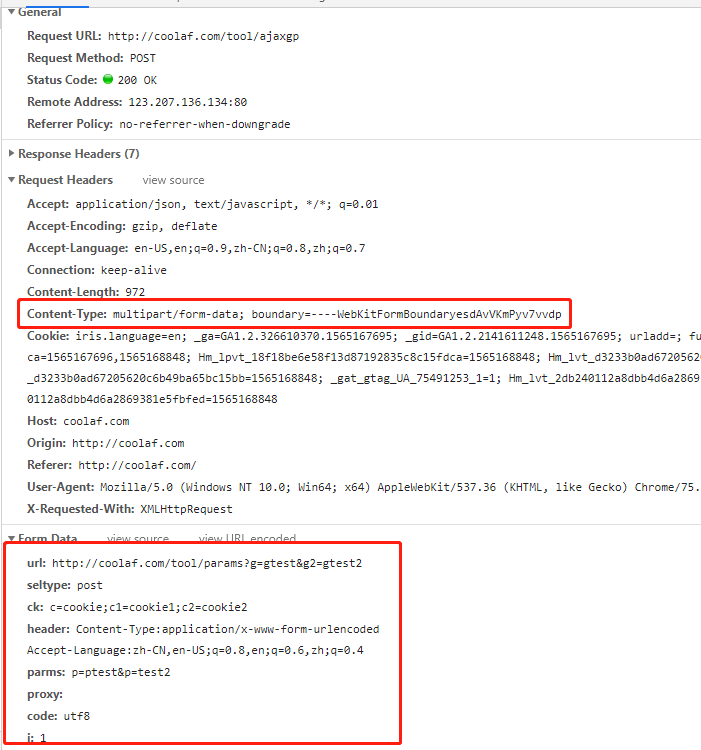 General
Request URL: http://coolaf.com/tool/ajaxgp
Request Method: POST
Status Code: 200 OK
Remote Address: 123.207.136.134:80
Referrer Policy: no-referrer-when-downgrade
Response Headers (7)
Request Headers view source
Accept: application/json, text/javascript, */*; q=0.01
Accept-Encoding: gzip, deflate
Accept-Language: en-US,en;q=0.9,zh-CN;q=0.8,zh;q=0.7
Connection: keep-alive
Content-Length: 972
Content-Type: multipart/form-data; boundary=----WebKitFormBoundaryesdAvVKmPyv7vvdp
Cookie: iris.language=en; _ga=GA1.2.326610370.1565167695; _gid=GA1.2.2141611248.1565167695; urladd=; fu
ca=1565167696,1565168848; Hm_lpvt_18f18be6e58f13d87192835c8c15fdca=1565168848; Hm_lvt_d3233b0ad6720562
_d3233b0ad67205620c6b49ba65bc15bb=1565168848; _gat_gtag_UA_75491253_1=1; Hm_lvt_2db240112a8dbb4d6a2869
0112a8dbb4d6a2869381e5fbfed=1565168848
Host: coolaf.com
Origin: http://coolaf.com
Referer: http://coolaf.com/
User-Agent: Mozilla/5.0 (Windows NT 10.0; Win64; x64) AppleWebKit/537.36 (KHTML, like Gecko) Chrome/75.
X-Requested-With: XMLHttpRequest
Form Data view source view URL encoded
url: http://coolaf.com/tool/params?g=gtest&g2=gtest2
seltype: post
ck: c=cookie;c1=cookie1;c2=cookie2
header: Content-Type:application/x-www-form-urlencoded
Accept-Language:zh-CN,en-US;q=0.8,en;q=0.6,zh;q=0.4
parms: p=ptest&p=test2
proxy:
code: utf8
j: 1